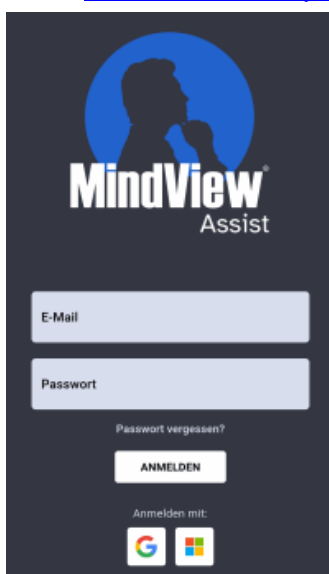 MindView®
Assist
E-Mail
Passwort
Passwort vergessen?
ANMELDEN
Anmelden mit: